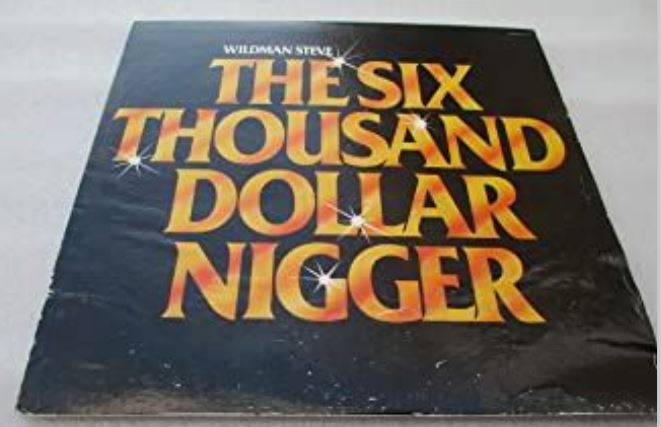 WILDMAN STEVE
THE SIX
THOUSAND
DOLLAR
NIGGER